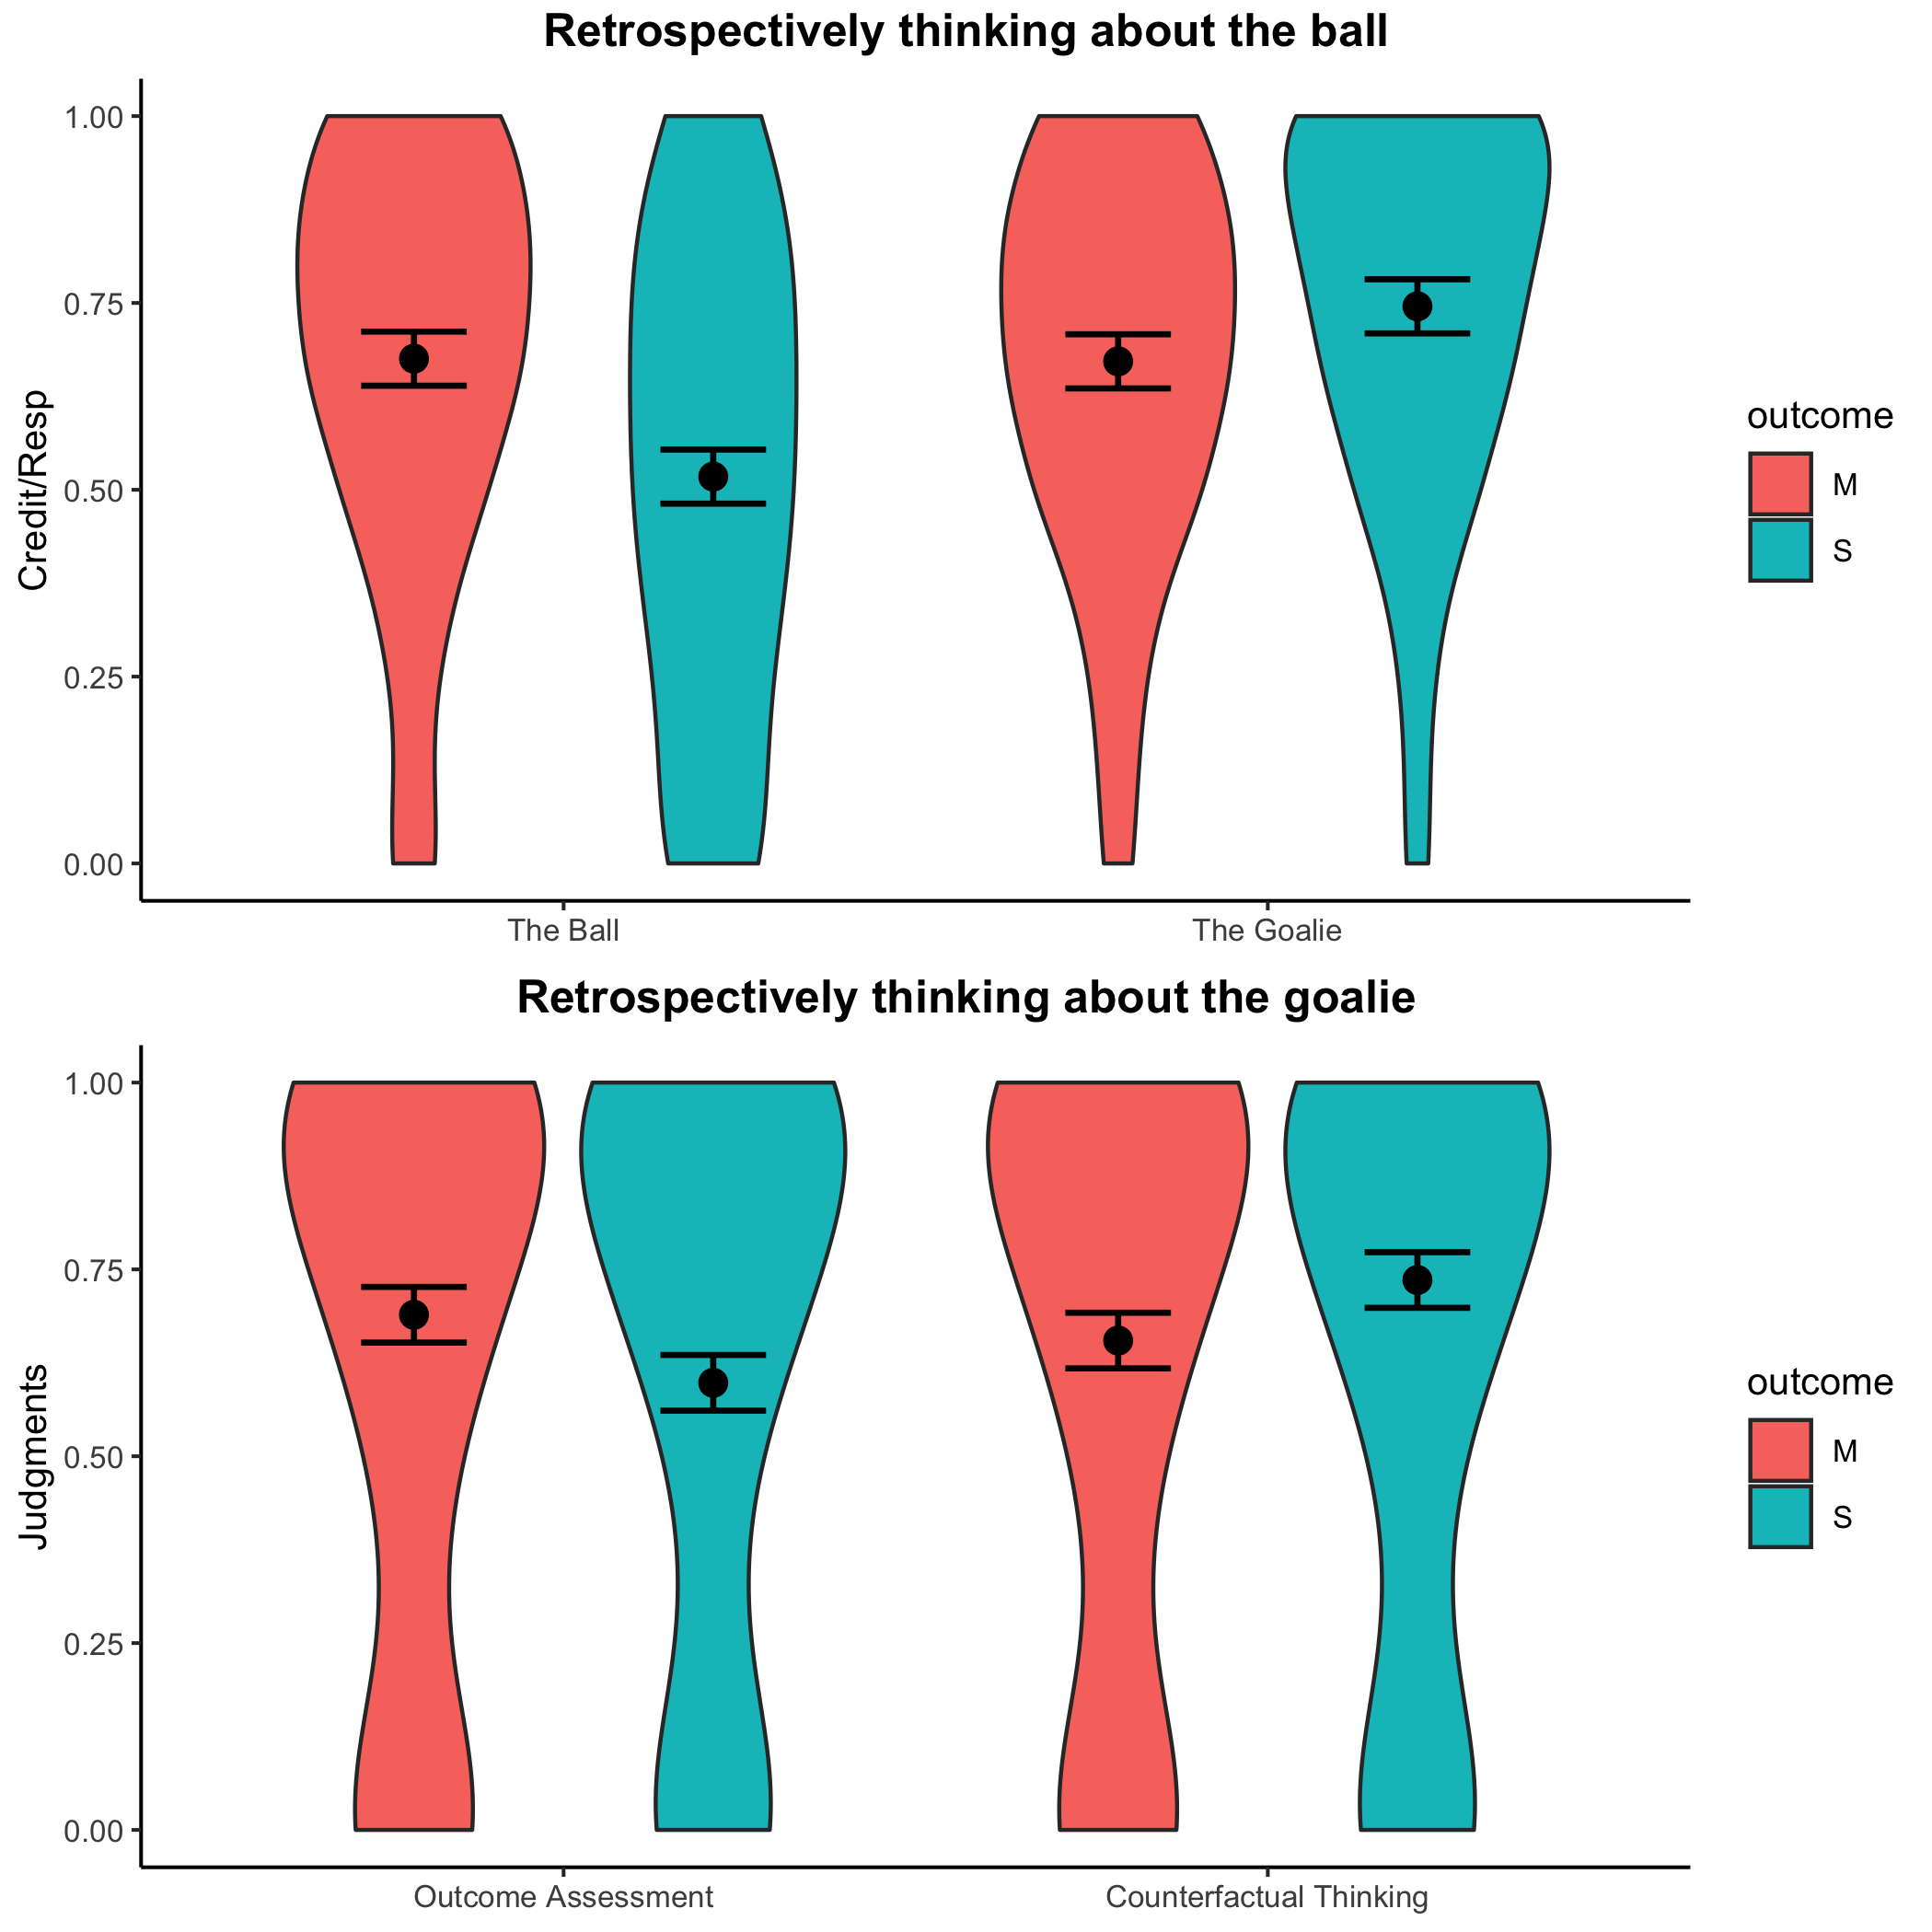 Retrospectively thinking about the ball
Credit/Resp
1.00
0.75
0.50
0.25
0.00
The Ball
The Goalie
outcome
M
S
Retrospectively thinking about the goalie
Judgments
1.00
0.75
0.50
0.25
0.00
Outcome Assessment
Counterfactual Thinking
outcome
M
S